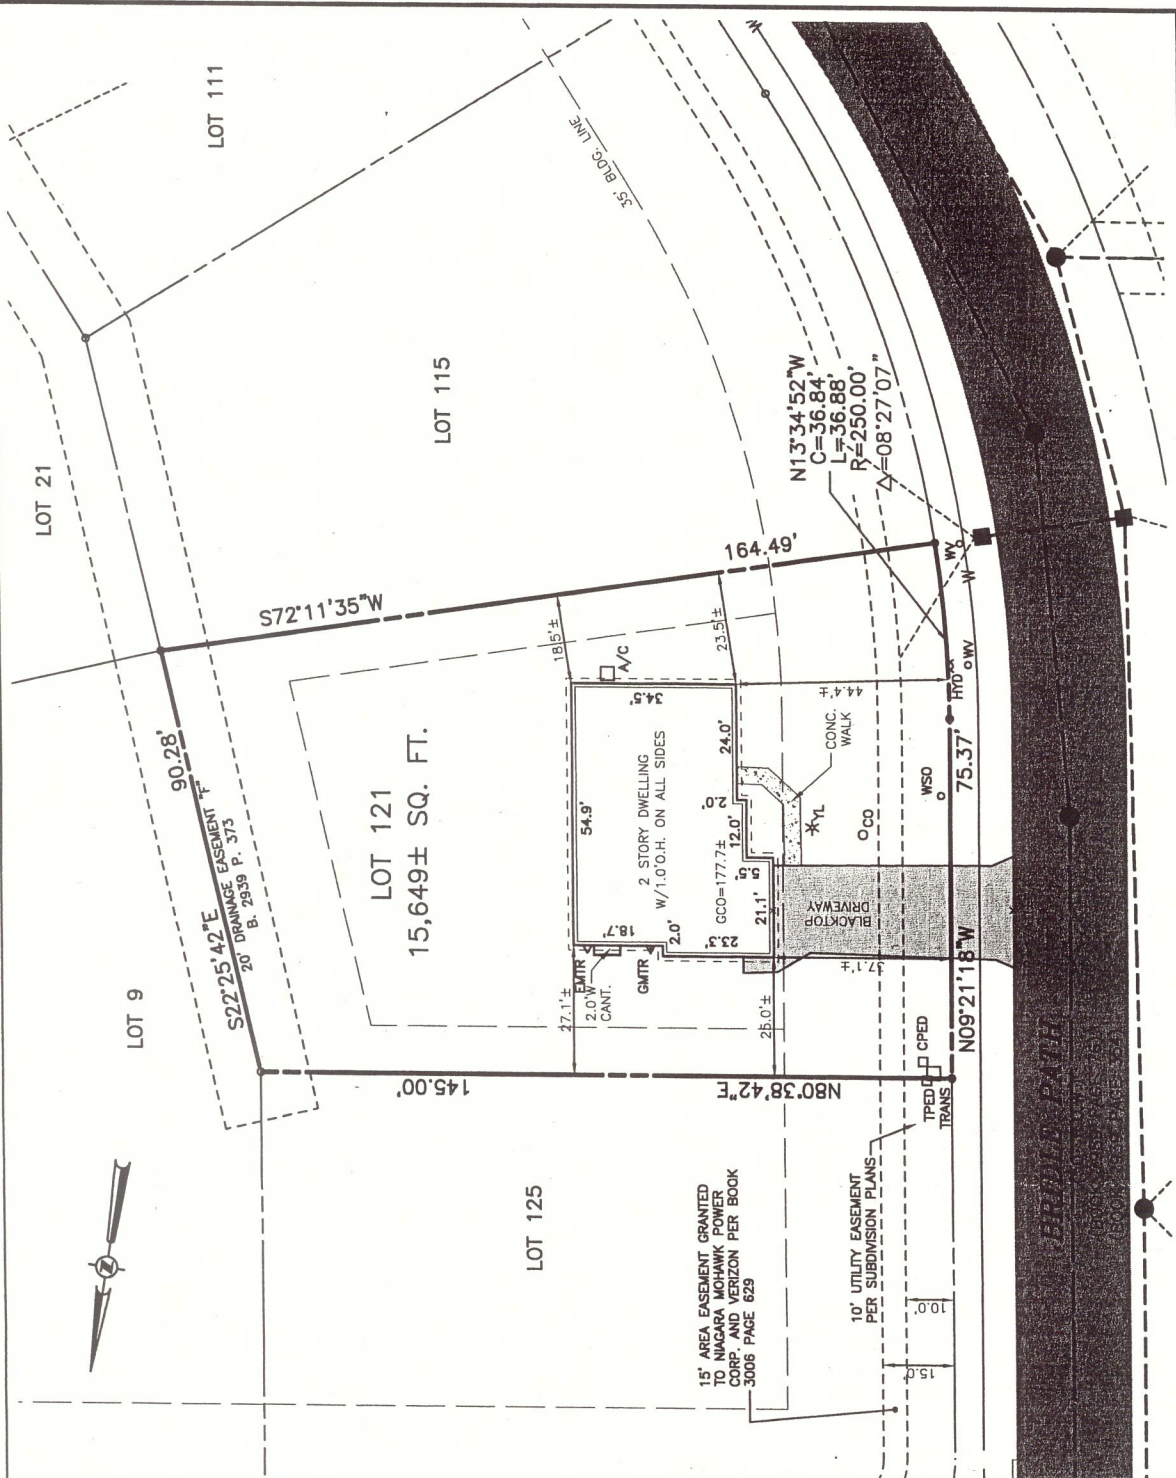 LOT 111
LOT 21
LOT 115
35' BLDG. LINE
N13°34'52"W
C=36.84'
L=36.88'
R=250.00'
△=08°27'07"
164.49'
S72°11'35"W
90.28'
S22°25'42"E
20' DRAINAGE EASEMENT "F"
B. 2939 P. 373
LOT 9
LOT 121
15,649± SQ. FT.
18.5'±
23.5'±
A/C
34.5'
54.9'
2 STORY DWELLING
W/1.0'O.H. ON ALL SIDES
GCO=177.7±
24.0'
2.0'
12.0'
5.5'
21.1'
23.3'
2.0'
18.7'
EMTR
2.0'W
CANT.
GMTR
27.1'±
25.0'±
44.4'±
37.1'±
CONC.
WALK
YL
CO
WSO
HYD
WV
WV
W
W
BLACKTOP
DRIVEWAY
75.37'
N09°21'18"W
145.00'
N80°38'42"E
TPED
CPED
TRANS
LOT 125
15' AREA EASEMENT GRANTED
TO NIAGARA MOHAWK POWER
CORP. AND VERIZON PER BOOK
3006 PAGE 629
10' UTILITY EASEMENT
PER SUBDIVISION PLANS
10.0'
15.0'
BRIDLE PATH